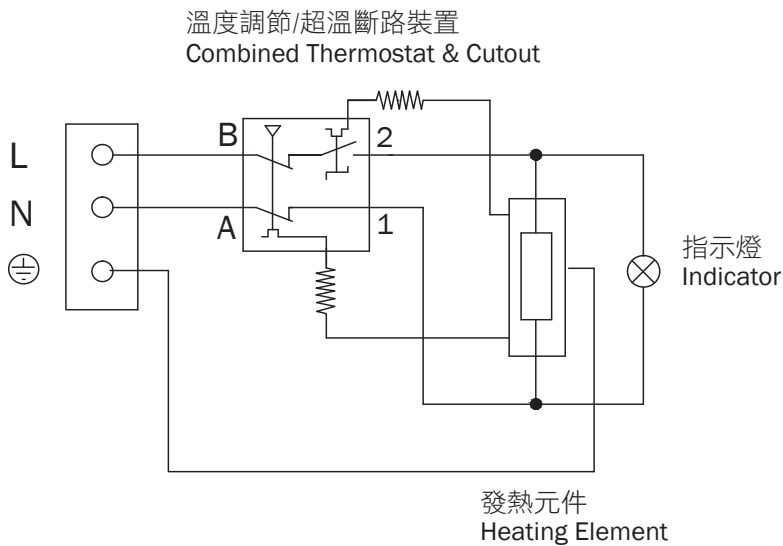 溫度調節/超溫斷路裝置
Combined Thermostat & Cutout
L
B
2
N
A
1
指示燈
Indicator
發熱元件
Heating Element